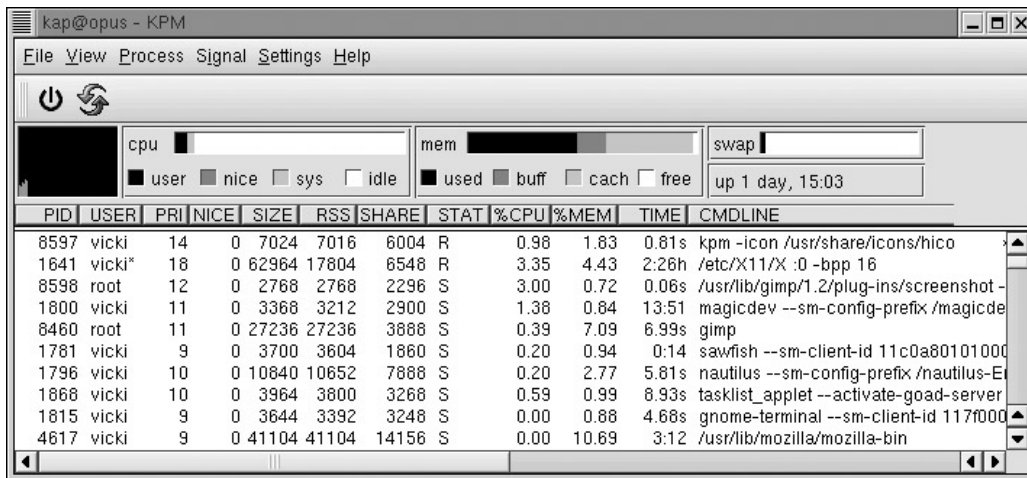 kap@opus - KPM
File View Process Signal Settings Help
cpu mem swap
user nice sys idle used buff cach free up 1 day, 15:03
PID USER PRI NICE SIZE RSS SHARE STAT %CPU %MEM TIME CMDLINE
8597 vicki 14 0 7024 7016 6004 R 0.98 1.83 0.81s kpm -icon /usr/share/icons/hico
1641 vicki* 18 0 62964 17804 6548 R 3.35 4.43 2:26h /etc/X11/X :0 -bpp 16
8598 root 12 0 2768 2768 2296 S 3.00 0.72 0.06s /usr/lib/gimp/1.2/plug-ins/screenshot -
1800 vicki 11 0 3368 3212 2900 S 1.38 0.84 13:51 magicdev --sm-config-prefix /magicde
8460 root 11 0 27236 27236 3888 S 0.39 7.09 6.99s gimp
1781 vicki 9 0 3700 3604 1860 S 0.20 0.94 0:14 sawfish --sm-client-id 11c0a80101000
1796 vicki 10 0 10840 10652 7888 S 0.20 2.77 5.81s nautilus --sm-config-prefix /nautilus-E
1868 vicki 10 0 3964 3800 3268 S 0.59 0.99 8.93s tasklist_applet --activate-goad-server
1815 vicki 9 0 3644 3392 3248 S 0.00 0.88 4.68s gnome-terminal --sm-client-id 117f000
4617 vicki 9 0 41104 41104 14156 S 0.00 10.69 3:12 /usr/lib/mozilla/mozilla-bin